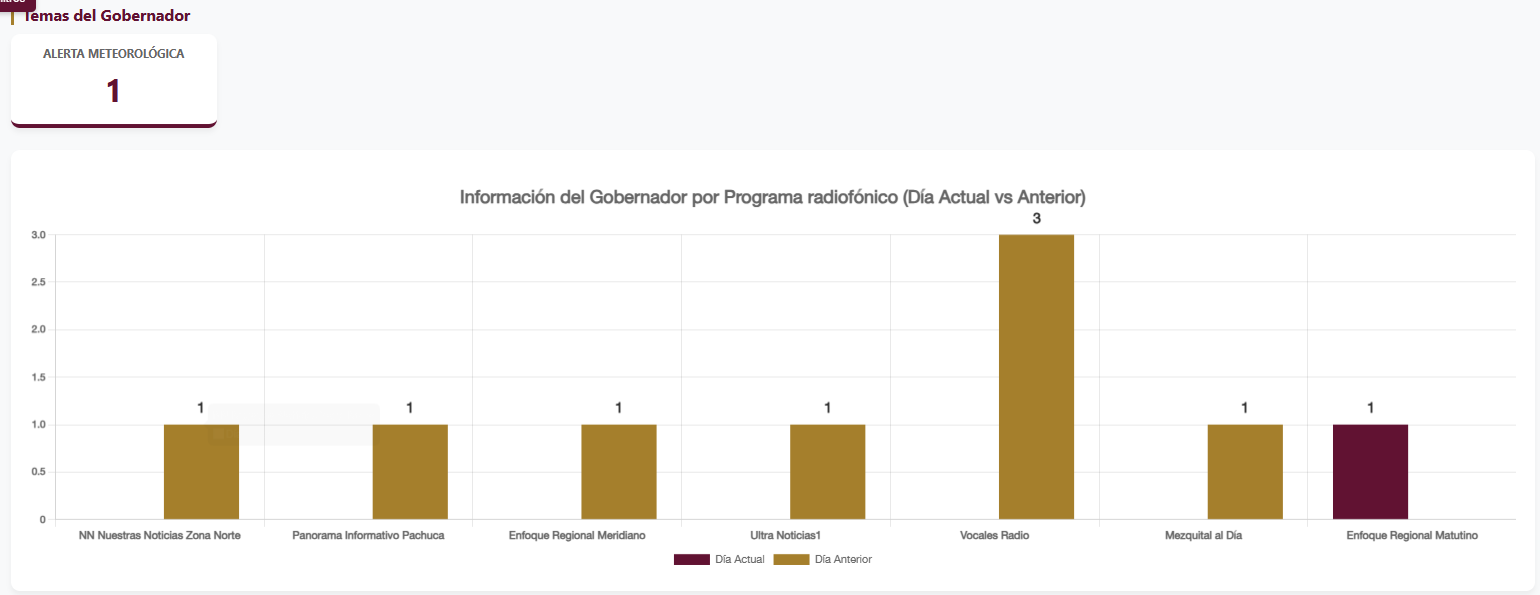 Temas del Gobernador
ALERTA METEOROLÓGICA
1
Información del Gobernador por Programa radiofónico (Día Actual vs Anterior)
3
3.0
2.5
2.0
1.5
1 1 1 1 1 1
1.0
0.5
0
NN Nuestras Noticias Zona Norte Panorama Informativo Pachuca Enfoque Regional Meridiano Ultra Noticias1 Vocales Radio Mezquital al Día Enfoque Regional Matutino
Día Actual Día Anterior